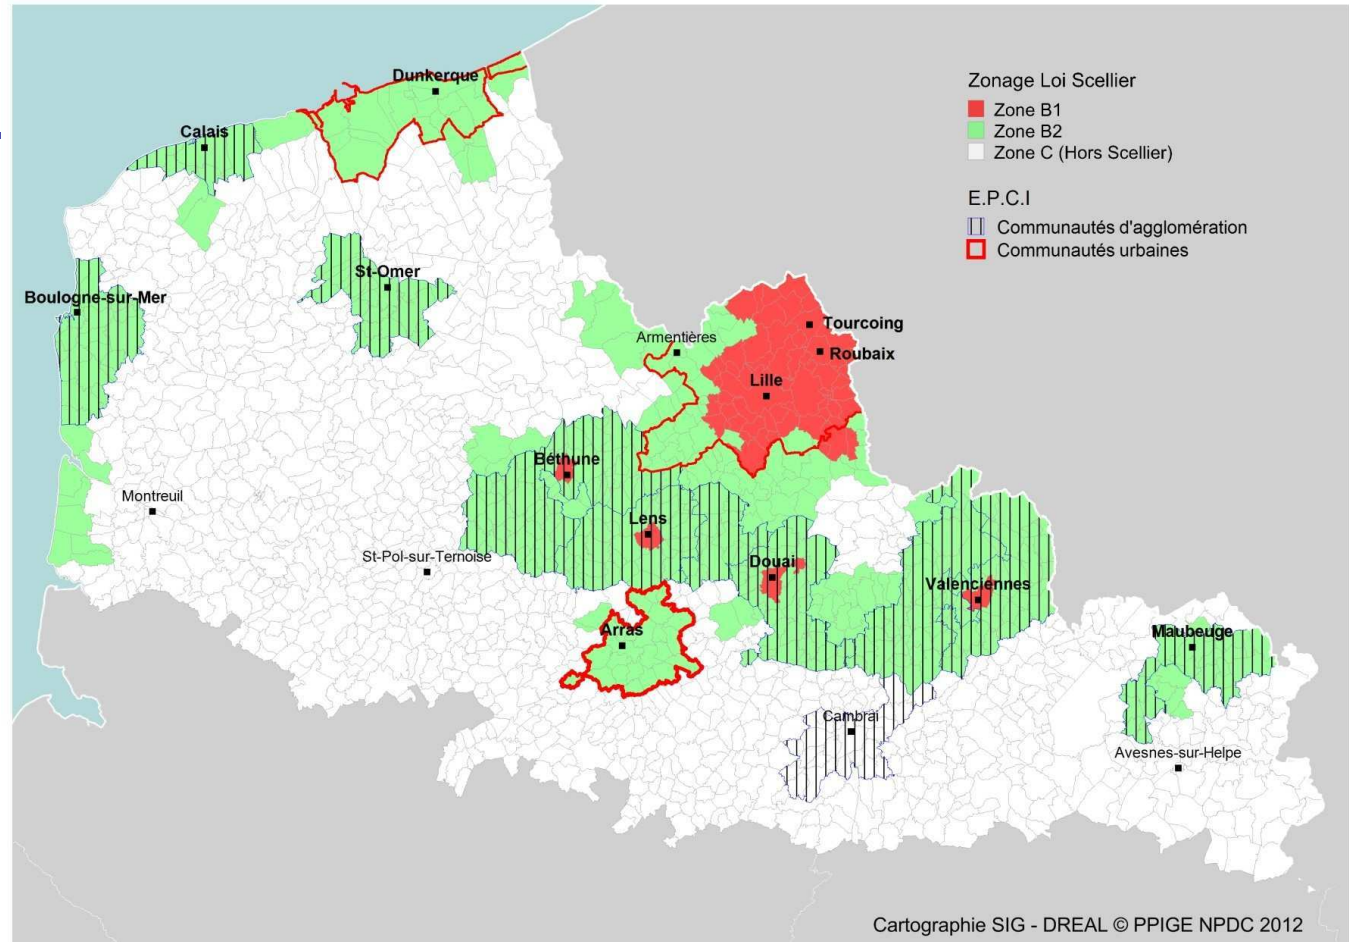 Dunkerque
Calais
St-Omer
Boulogne-sur-Mer
Armentières
Tourcoing
Roubaix
Lille
Béthune
Montreuil
Lens
St-Pol-sur-Ternoise
Douai
Valenciennes
Arras
Maubeuge
Cambrai
Avesnes-sur-Helpe
Zonage Loi Scellier
Zone B1
Zone B2
Zone C (Hors Scellier)
E.P.C.I
Communautés d'agglomération
Communautés urbaines
Cartographie SIG - DREAL © PPIGE NPDC 2012